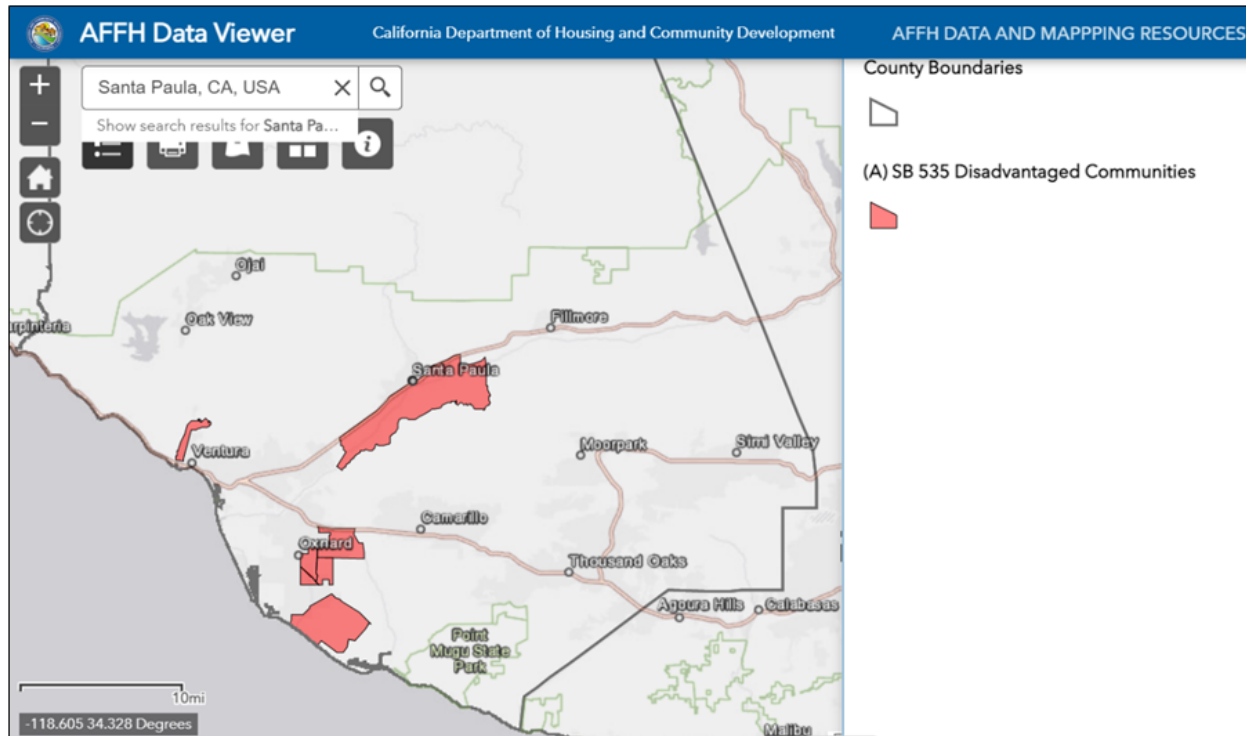 AFFH Data Viewer
California Department of Housing and Community Development
AFFH DATA AND MAPPPING RESOURCES
+
Santa Paula, CA, USA
Show search results for Santa Pa...
−
County Boundaries
(A) SB 535 Disadvantaged Communities
Ojai
Oak View
arpinteria
Fillmore
Santa Paula
Ventura
Moorpark
Simi Valley
Camarillo
Oxnard
Thousand Oaks
Agoura Hills
Calabasas
Point
Mugu State
Park
Malibu
10mi
-118.605 34.328 Degrees